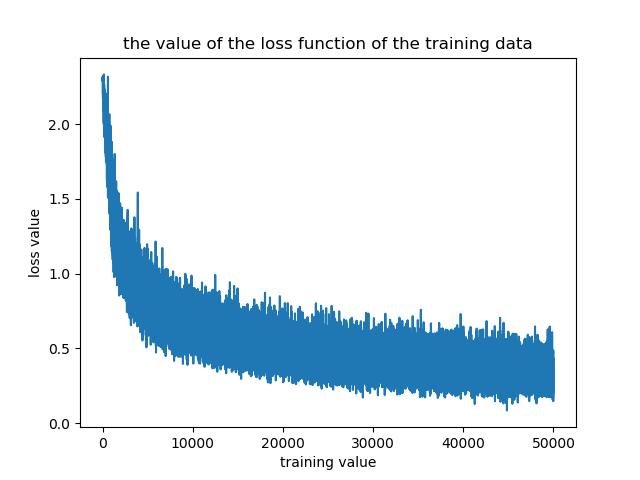 the value of the loss function of the training data
2.0
1.5
1.0
0.5
0.0
loss value
0 10000 20000 30000 40000 50000
training value